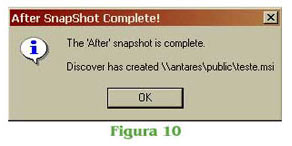 After SnapShot Complete!
The 'After' snapshot is complete.
Discover has created \\antares\public\teste.msi
OK
Figura 10